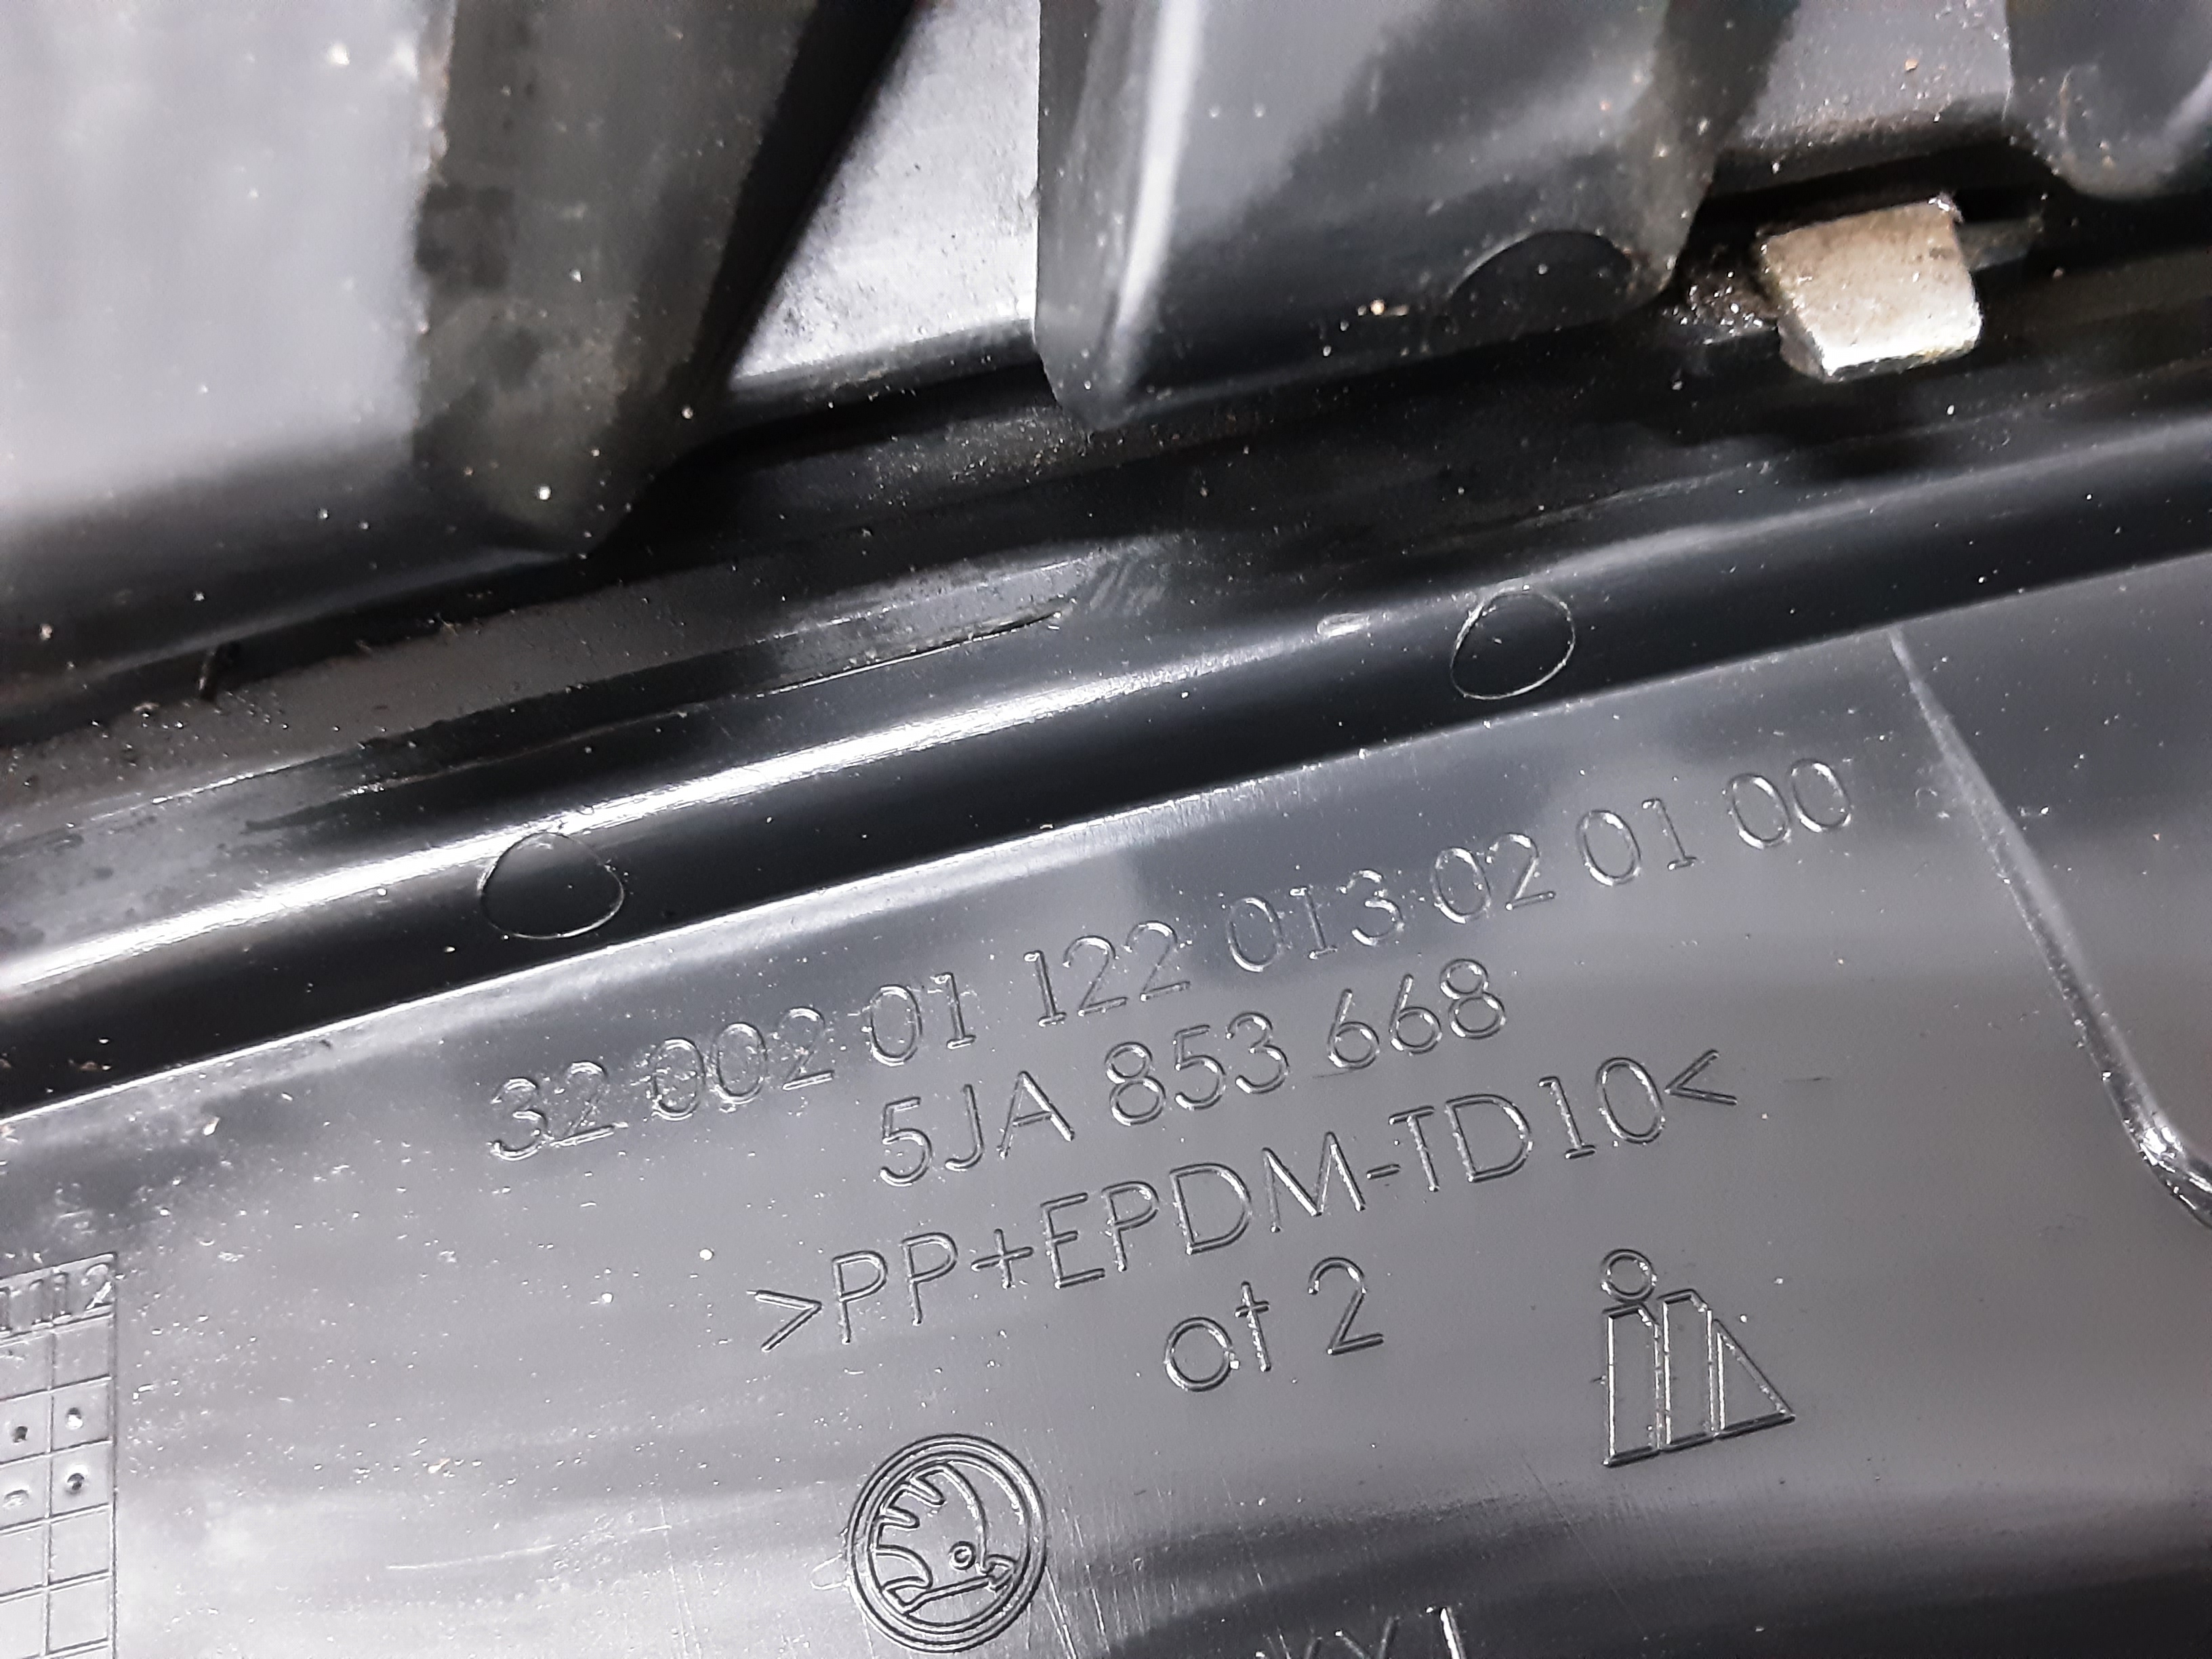 32 002 01 122 013 02 01 00
5JA 853 668
>PP+EPDM-TD10<
ot 2